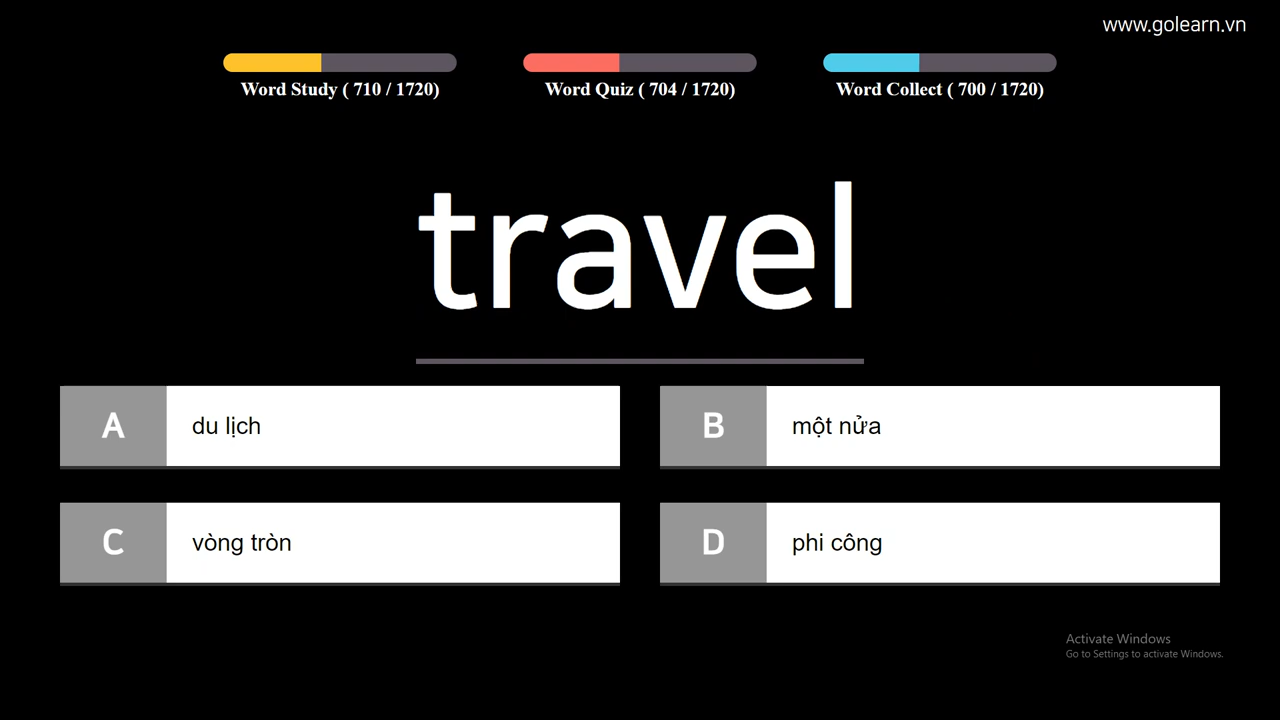 www.golearn.vn
Word Study ( 710 / 1720)
Word Quiz ( 704 / 1720)
Word Collect ( 700 / 1720)
travel
A du lịch
B một nửa
C vòng tròn
D phi công
Activate Windows
Go to Settings to activate Windows.